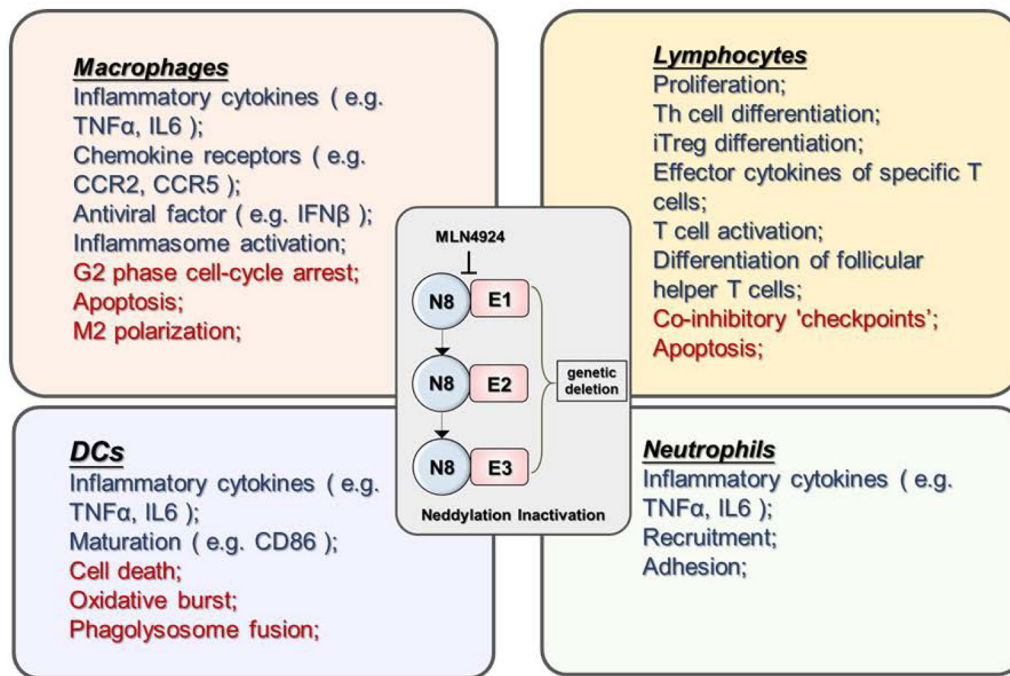 Macrophages
Inflammatory cytokines ( e.g.
TNFα, IL6 );
Chemokine receptors ( e.g.
CCR2, CCR5 );
Antiviral factor ( e.g. IFNβ );
Inflammasome activation;
G2 phase cell-cycle arrest;
Apoptosis;
M2 polarization;
Lymphocytes
Proliferation;
Th cell differentiation;
iTreg differentiation;
Effector cytokines of specific T
cells;
T cell activation;
Differentiation of follicular
helper T cells;
Co-inhibitory 'checkpoints’;
Apoptosis;
MLN4924
N8 E1
N8 E2
N8 E3
genetic
deletion
Neddylation Inactivation
DCs
Inflammatory cytokines ( e.g.
TNFα, IL6 );
Maturation ( e.g. CD86 );
Cell death;
Oxidative burst;
Phagolysosome fusion;
Neutrophils
Inflammatory cytokines ( e.g.
TNFα, IL6 );
Recruitment;
Adhesion;